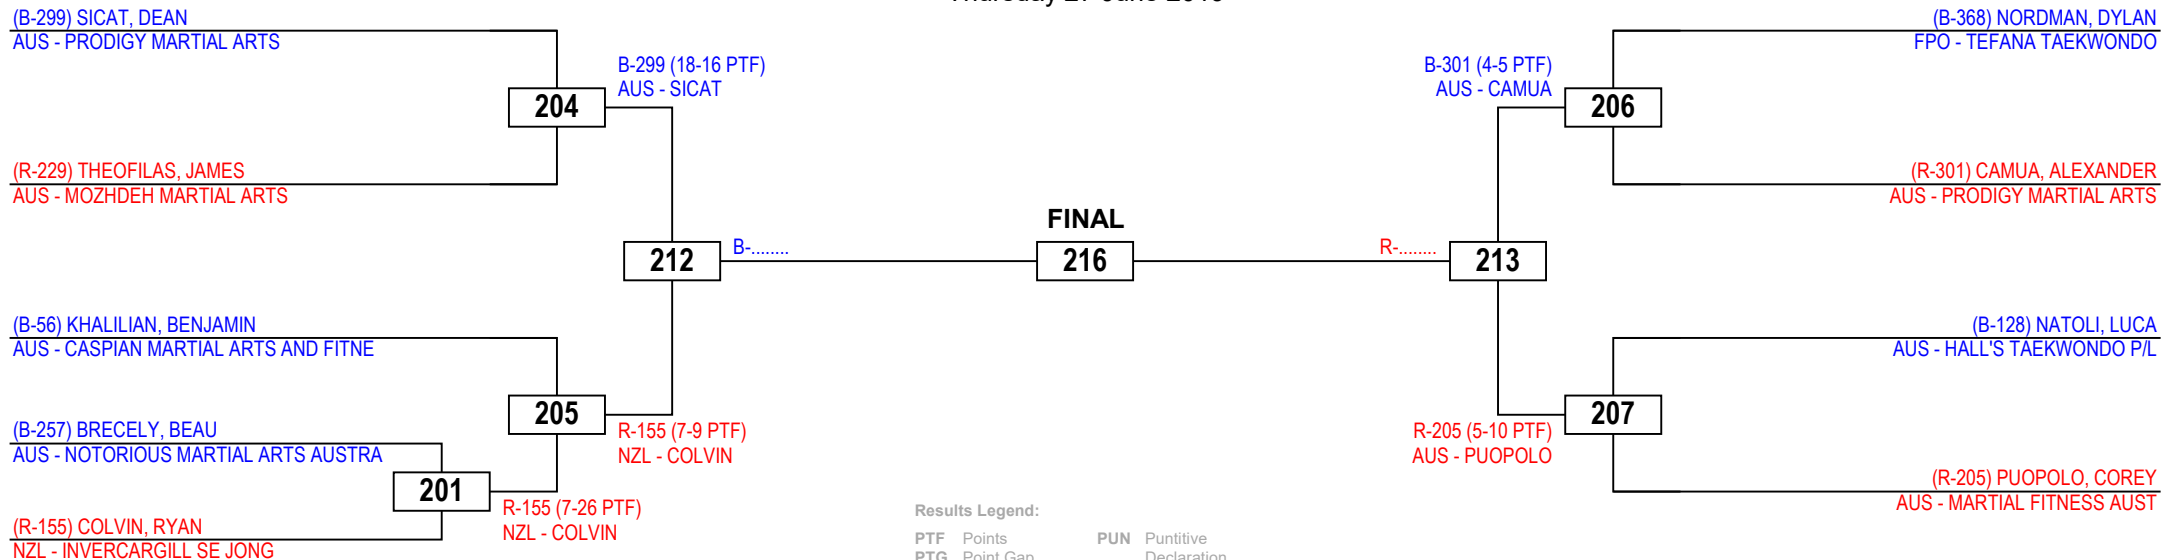 (B-299) SICAT, DEAN
AUS - PRODIGY MARTIAL ARTS
B-299 (18-16 PTF)
AUS - SICAT
204
(R-229) THEOFILAS, JAMES
AUS - MOZHDEH MARTIAL ARTS
212
B-........
(B-56) KHALILIAN, BENJAMIN
AUS - CASPIAN MARTIAL ARTS AND FITNE
205
(B-257) BRECELY, BEAU
AUS - NOTORIOUS MARTIAL ARTS AUSTRA
R-155 (7-9 PTF)
NZL - COLVIN
201
R-155 (7-26 PTF)
NZL - COLVIN
(R-155) COLVIN, RYAN
NZL - INVERCARGILL SE JONG
FINAL
216
(B-368) NORDMAN, DYLAN
FPO - TEFANA TAEKWONDO
B-301 (4-5 PTF)
AUS - CAMUA
206
(R-301) CAMUA, ALEXANDER
AUS - PRODIGY MARTIAL ARTS
R-........
213
(B-128) NATOLI, LUCA
AUS - HALL'S TAEKWONDO P/L
207
R-205 (5-10 PTF)
AUS - PUOPOLO
(R-205) PUOPOLO, COREY
AUS - MARTIAL FITNESS AUST
Results Legend:
PTF Points PUN Puntitive
PTG Point Gap Declaration